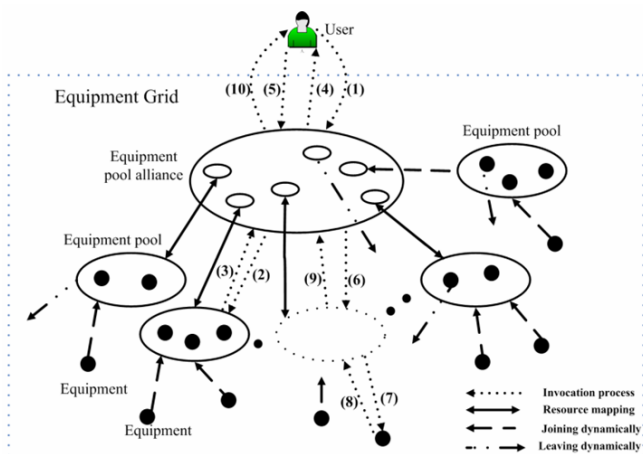 User
(10)
(5)
(4)
(1)
Equipment Grid
Equipment pool
Equipment
pool alliance
Equipment pool
(3)
(2)
(9)
(6)
(8)
(7)
Equipment
Equipment
Invocation process
Resource mapping
Joining dynamically
Leaving dynamically